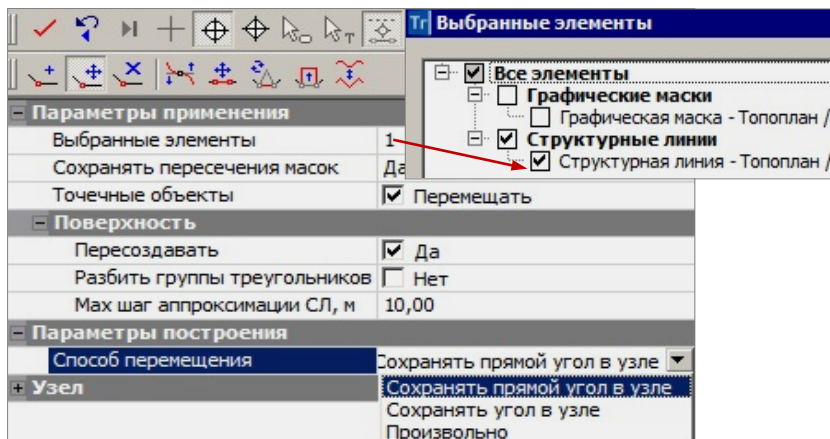 Tr Выбранные элементы
Все элементы
Графические маски
Графическая маска - Топоплан /
Структурные линии
Структурная линия - Топоплан /
Параметры применения
Выбранные элементы 1
Сохранять пересечения масок Да
Точечные объекты Перемещать
Поверхность
Пересоздавать Да
Разбить группы треугольников Нет
Мах шаг аппроксимации СЛ, м 10,00
Параметры построения
Способ перемещения Сохранять прямой угол в узле
Узел
Сохранять прямой угол в узле
Сохранять угол в узле
Произвольно